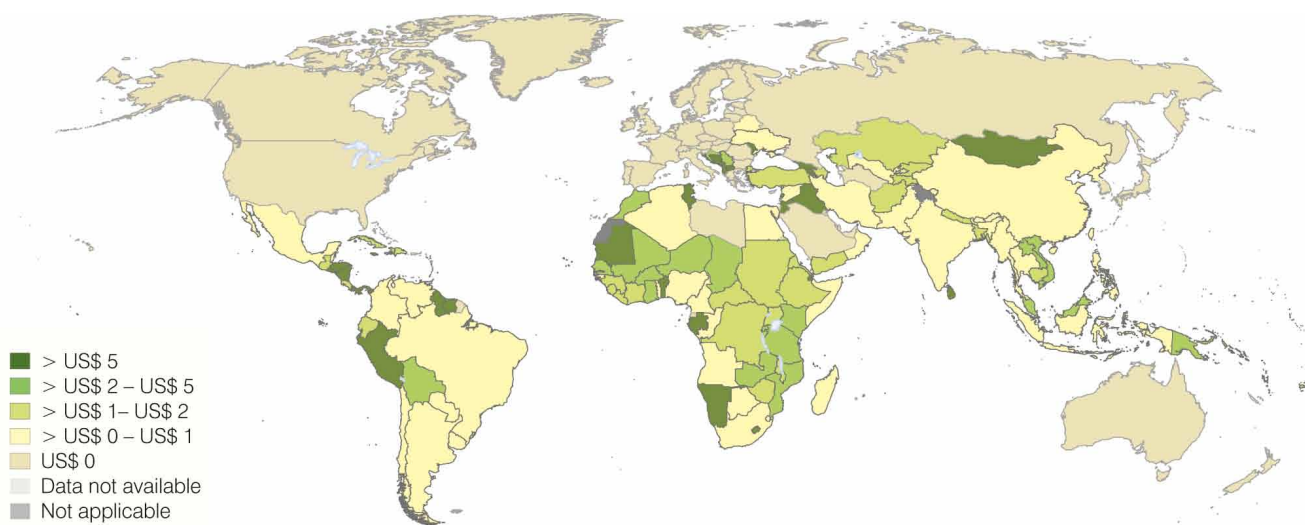 > US$ 5
> US$ 2 – US$ 5
> US$ 1– US$ 2
> US$ 0 – US$ 1
US$ 0
Data not available
Not applicable